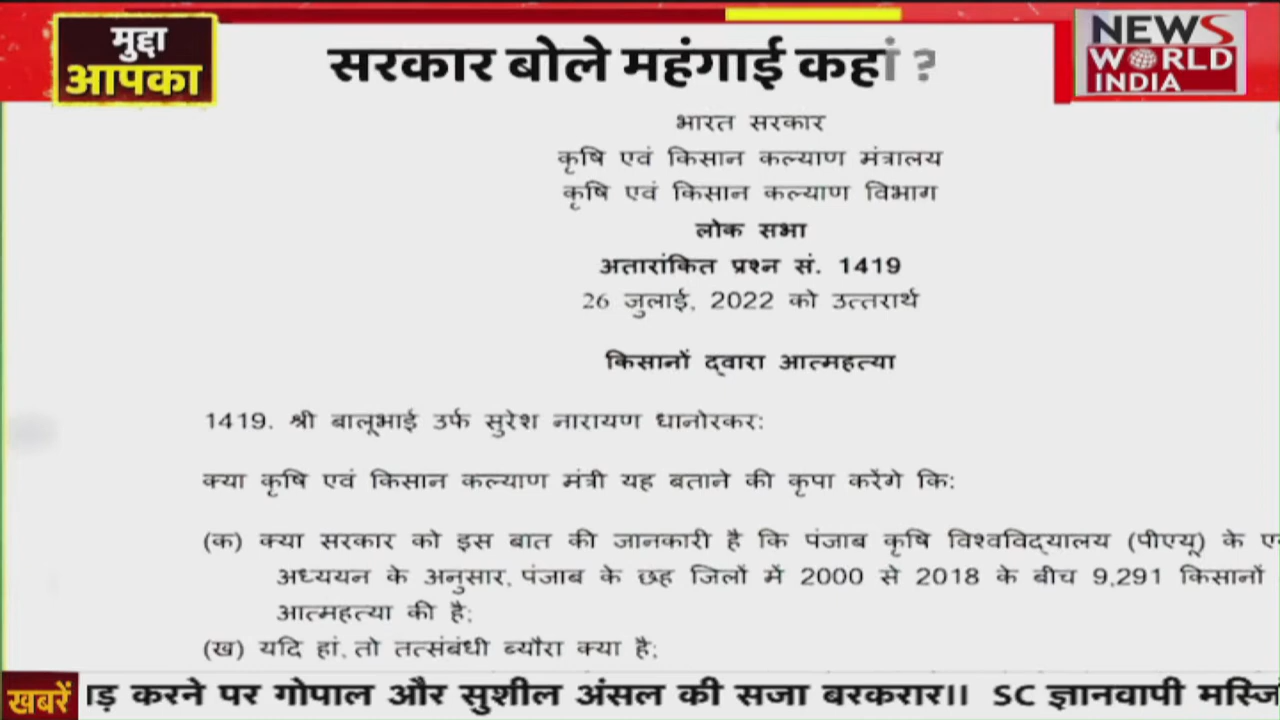 मुद्दा
आपका
सरकार बोले महंगाई कहां ?
NEWS
WORLD
INDIA
भारत सरकार
कृषि एवं किसान कल्याण मंत्रालय
कृषि एवं किसान कल्याण विभाग
लोक सभा
अतारांकित प्रश्न सं. 1419
26 जुलाई, 2022 को उत्तरार्थ
किसानों द्वारा आत्महत्या
1419. श्री बालूभाई उर्फ सुरेश नारायण धानोरकर:
क्या कृषि एवं किसान कल्याण मंत्री यह बताने की कृपा करेंगे कि:
(क) क्या सरकार को इस बात की जानकारी है कि पंजाब कृषि विश्वविद्यालय (पीएयू) के
अध्ययन के अनुसार, पंजाब के छह जिलों में 2000 से 2018 के बीच 9,291 किसानों
आत्महत्या की है;
(ख) यदि हां, तो तत्संबंधी ब्यौरा क्या है;
खबरें
करने पर गोपाल और सुशील अंसल की सजा बरकरार।। SC ज्ञानवापी